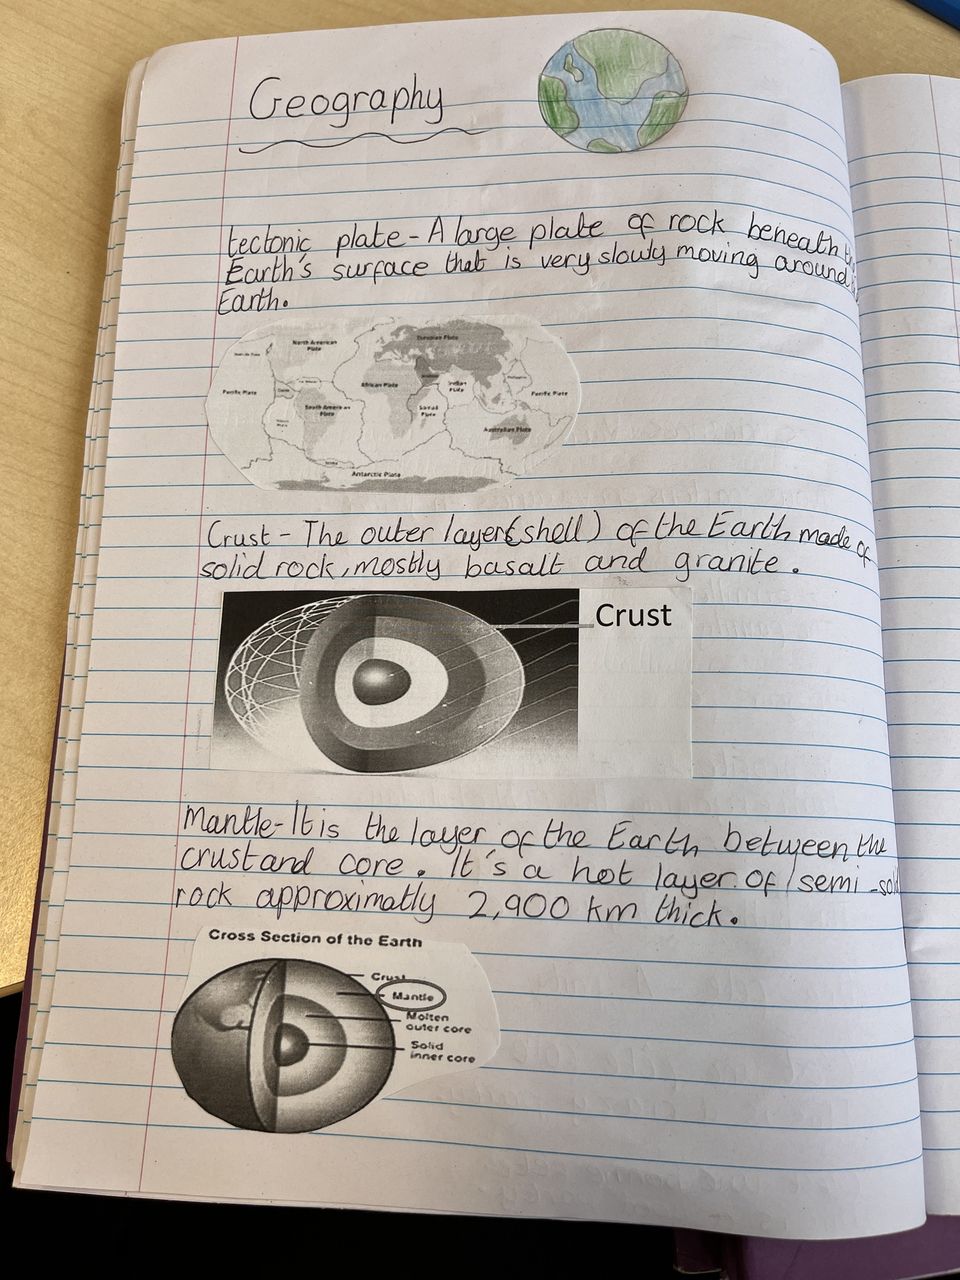 Geography
tectonic plate - A large plate of rock beneath
Earth's surface that is very slowly moving around
Earth.
North American
Plate
Eurasian Plate
Pacific Plate
African Plate
Indian
Plate
Pacific Plate
South American
Plate
Somali
Plate
Australian Plate
Antarctic Plate
Crust - The outer layer (shell) of the Earth made of
solid rock, mostly basalt and granite.
Crust
Mantle - It is the layer of the Earth between the
crust and core. It's a hot layer of semi-solid
rock approximatly 2,900 km thick.
Cross Section of the Earth
Crust
Mantle
Molten
outer core
Solid
inner core